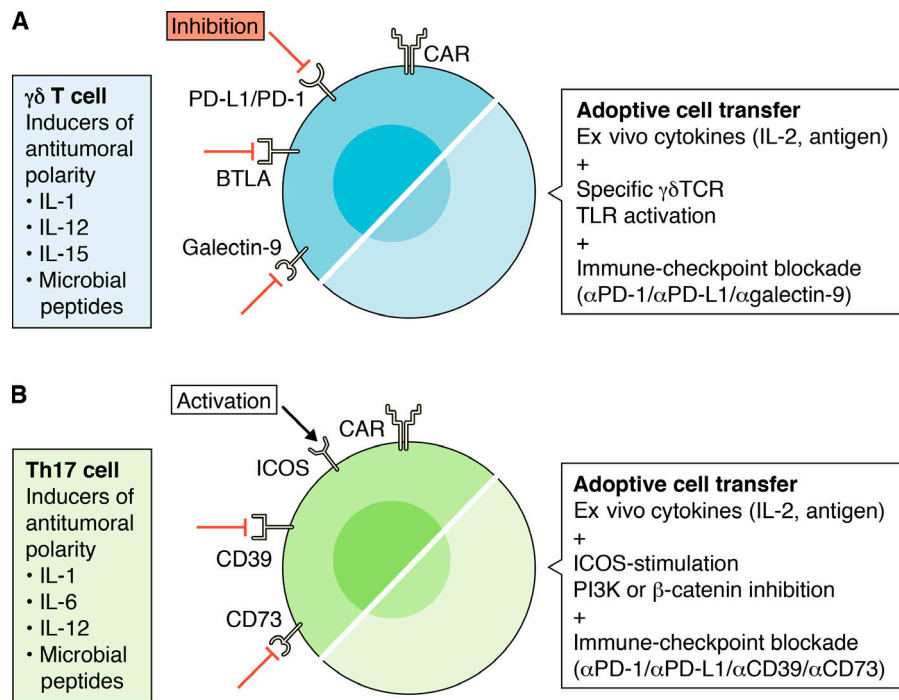 A
Inhibition
CAR
PD-L1/PD-1
BTLA
Galectin-9
γδ T cell
Inducers of
antitumoral
polarity
• IL-1
• IL-12
• IL-15
• Microbial
peptides
Adoptive cell transfer
Ex vivo cytokines (IL-2, antigen)
+
Specific γδTCR
TLR activation
+
Immune-checkpoint blockade
(αPD-1/αPD-L1/αgalectin-9)
B
Activation
CAR
ICOS
CD39
CD73
Th17 cell
Inducers of
antitumoral
polarity
• IL-1
• IL-6
• IL-12
• Microbial
peptides
Adoptive cell transfer
Ex vivo cytokines (IL-2, antigen)
+
ICOS-stimulation
PI3K or β-catenin inhibition
+
Immune-checkpoint blockade
(αPD-1/αPD-L1/αCD39/αCD73)